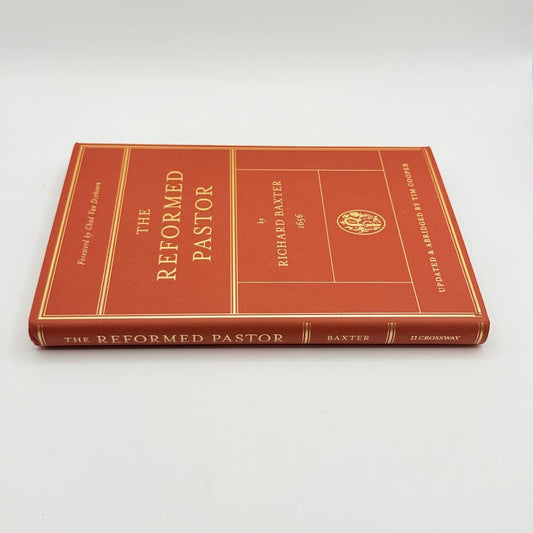 Foreword by Chad Van Dixhoorn
THE
REFORMED
PASTOR
by
RICHARD BAXTER
1656
UPDATED & ABRIDGED BY TIM COOPER
THE REFORMED PASTOR
BAXTER
CROSSWAY